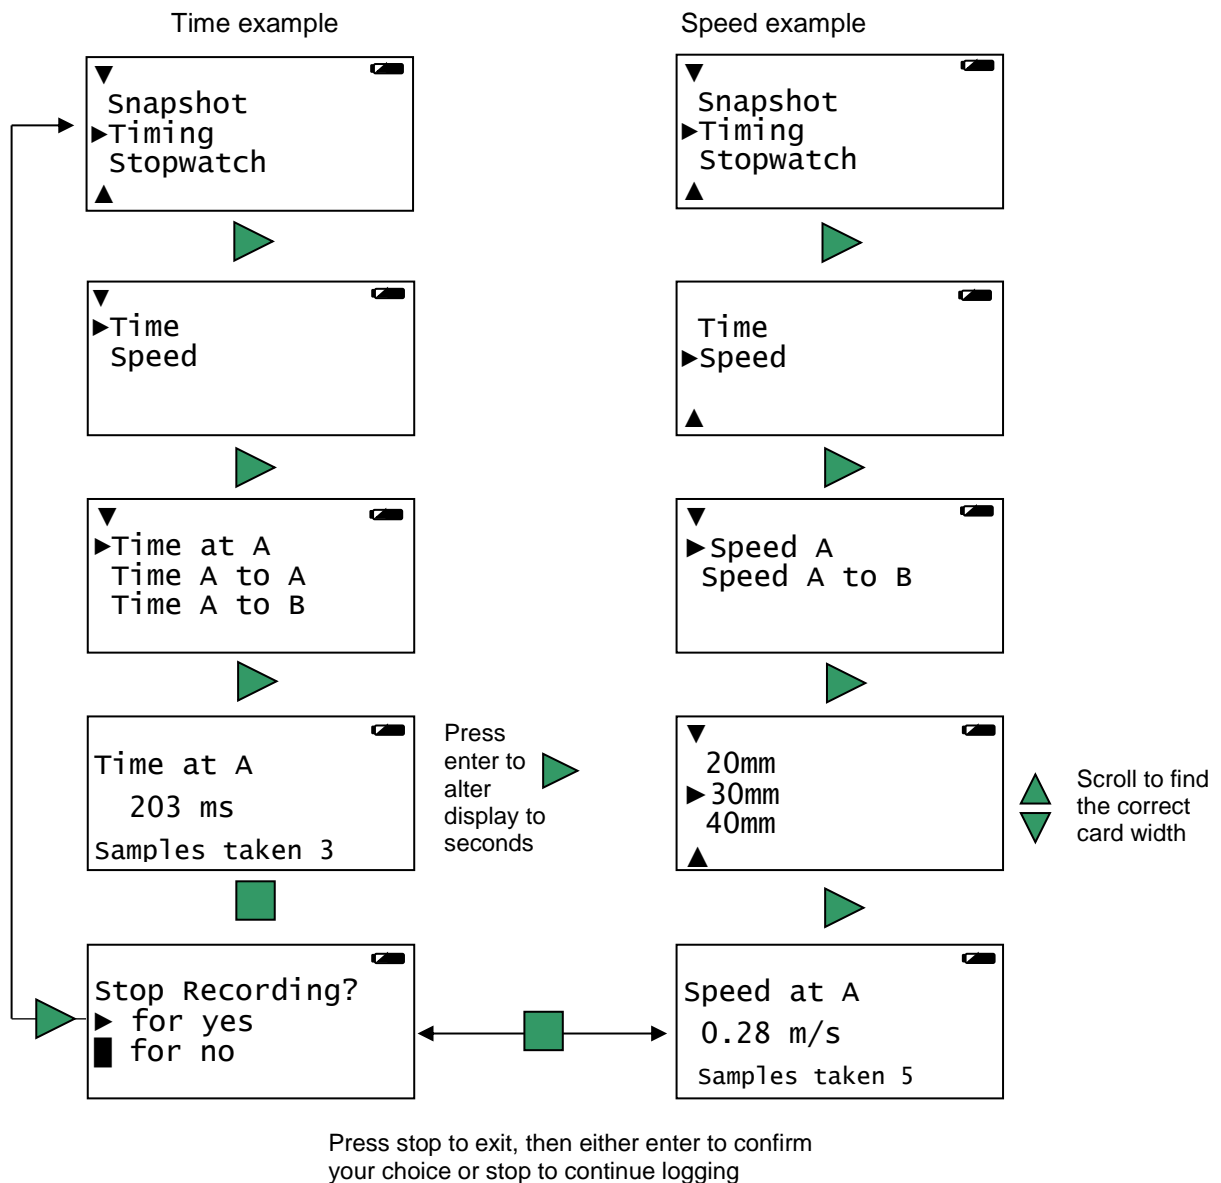 Time example
Speed example
▼
Snapshot
▶Timing
Stopwatch
▲
▼
Snapshot
▶Timing
Stopwatch
▲
▼
▶Time
Speed
Time
▶Speed
▲
▼
▶Time at A
Time A to A
Time A to B
▼
▶Speed A
Speed A to B
Time at A
203 ms
Samples taken 3
Press
enter to
alter
display to
seconds
▼
20mm
▶30mm
40mm
▲
Scroll to find
the correct
card width
Stop Recording?
▶ for yes
█ for no
Speed at A
0.28 m/s
Samples taken 5
Press stop to exit, then either enter to confirm
your choice or stop to continue logging